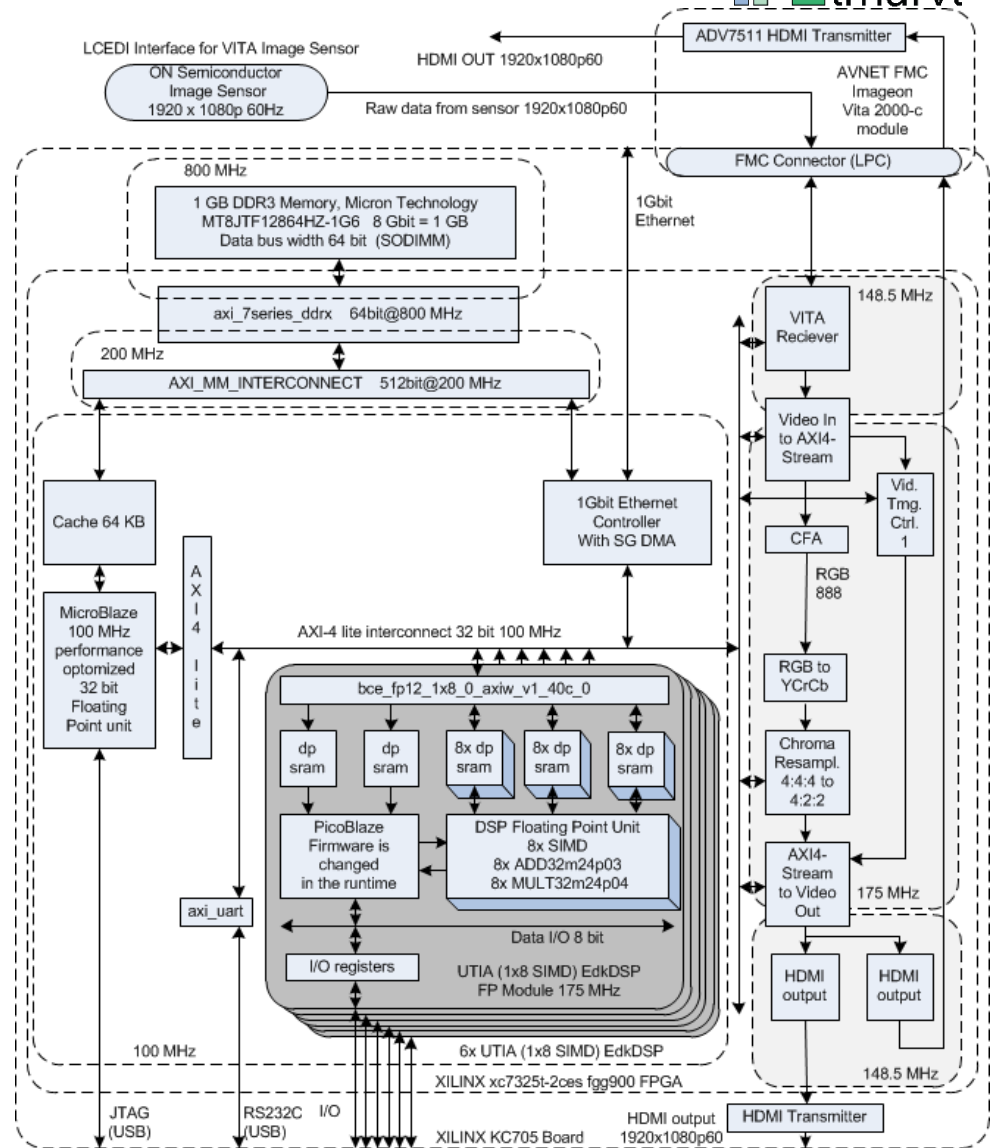 ADV7511 HDMI Transmitter
LCEDI Interface for VITA Image Sensor
HDMI OUT 1920x1080p60
ON Semiconductor
Image Sensor
1920 x 1080p 60Hz
AVNET FMC
Imageon
Vita 2000-c
module
Raw data from sensor 1920x1080p60
FMC Connector (LPC)
800 MHz
1 GB DDR3 Memory, Micron Technology
MT8JTF12864HZ-1G6 8 Gbit = 1 GB
Data bus width 64 bit (SODIMM)
1Gbit
Ethernet
axi_7series_ddrx 64bit@800 MHz
148.5 MHz
VITA
Reciever
200 MHz
AXI_MM_INTERCONNECT 512bit@200 MHz
Video In
to AXI4-
Stream
Cache 64 KB
1Gbit Ethernet
Controller
With SG DMA
Vid.
Tmg.
Ctrl.
1
CFA
RGB
888
MicroBlaze
100 MHz
performance
optomized
32 bit
Floating
Point unit
AXI4 lite
AXI-4 lite interconnect 32 bit 100 MHz
RGB to
YCrCb
bce_fp12_1x8_0_axiw_v1_40c_0
dp
sram
dp
sram
8x dp
sram
8x dp
sram
8x dp
sram
Chroma
Resampl.
4:4:4 to
4:2:2
PicoBlaze
Firmware is
changed
in the runtime
DSP Floating Point Unit
8x SIMD
8x ADD32m24p03
8x MULT32m24p04
AXI4-
Stream
to Video
Out
175 MHz
axi_uart
Data I/O 8 bit
I/O registers
UTIA (1x8 SIMD) EdkDSP
FP Module 175 MHz
HDMI
output
HDMI
output
100 MHz
6x UTIA (1x8 SIMD) EdkDSP
148.5 MHz
XILINX xc7325t-2ces fgg900 FPGA
JTAG
(USB)
RS232C
(USB)
I/O
HDMI output
1920x1080p60
HDMI Transmitter
XILINX KC705 Board